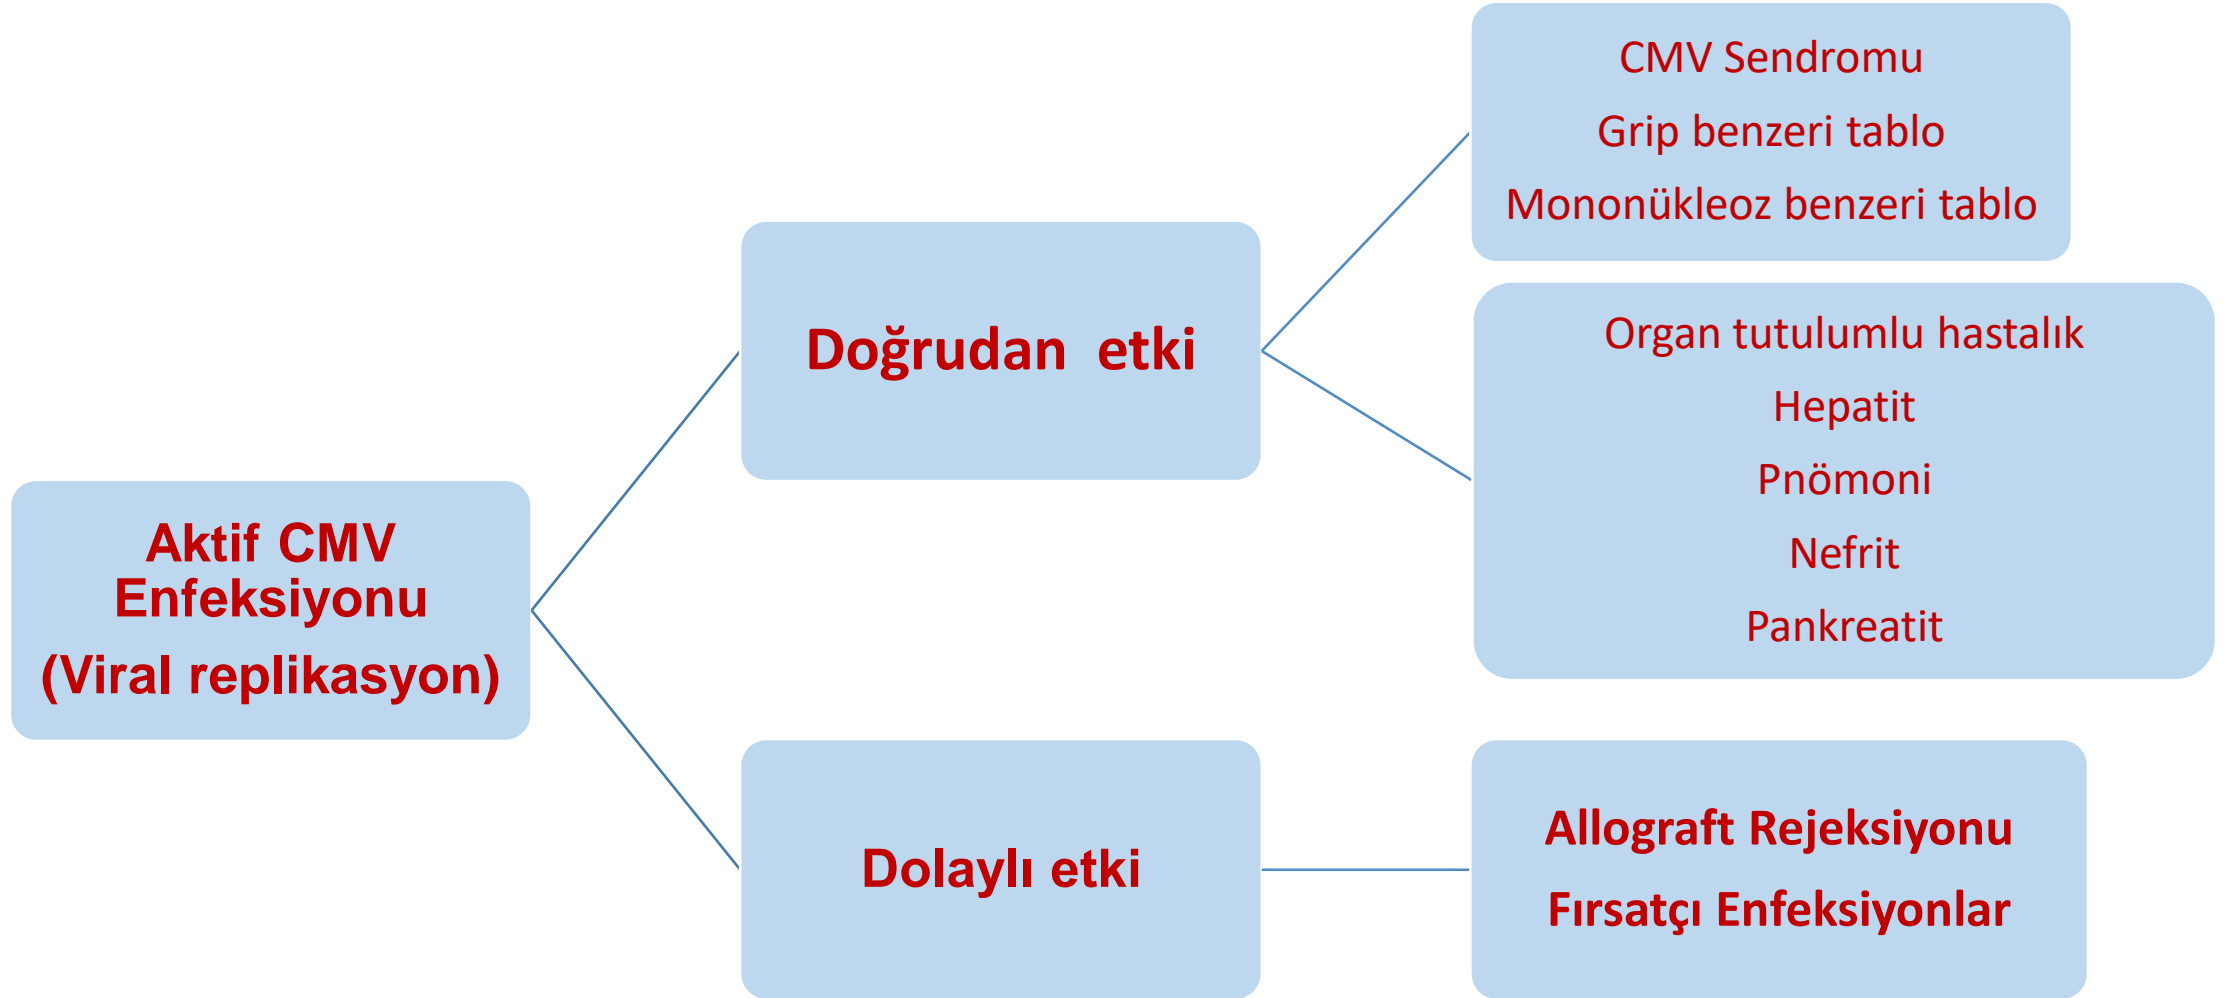 Aktif CMV
Enfeksiyonu
(Viral replikasyon)
Doğrudan  etki
CMV Sendromu
Grip benzeri tablo
Mononükleoz benzeri tablo
Organ tutulumlu hastalık
Hepatit
Pnömoni
Nefrit
Pankreatit
Dolaylı etki
Allograft Rejeksiyonu
Fırsatçı Enfeksiyonlar